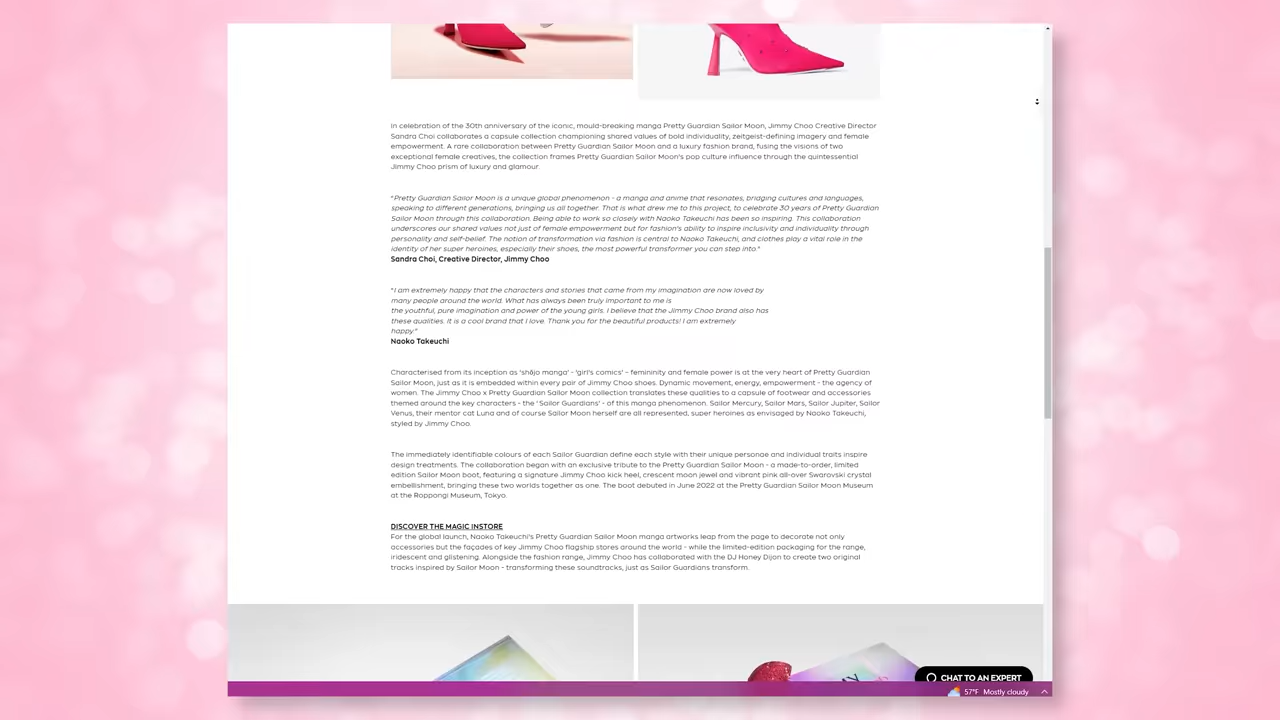 In celebration of the 30th anniversary of the iconic, mould-breaking manga Pretty Guardian Sailor Moon, Jimmy Choo Creative Director
Sandra Choi collaborates a capsule collection championing shared values of bold individuality, zeitgeist-defining imagery and female
empowerment. A rare collaboration between Pretty Guardian Sailor Moon and a luxury fashion brand, fusing the visions of two
exceptional female creatives, the collection frames Pretty Guardian Sailor Moon's pop culture influence through the quintessential
Jimmy Choo prism of luxury and glamour.
"Pretty Guardian Sailor Moon is a unique global phenomenon - a manga and anime that resonates, bridging cultures and languages,
speaking to different generations, bringing us all together. That is what drew me to this project, to celebrate 30 years of Pretty Guardian
Sailor Moon through this collaboration. Being able to work so closely with Naoko Takeuchi has been so inspiring. This collaboration
underscores our shared values not just of female empowerment but for fashion's ability to inspire inclusivity and individuality through
personality and self-belief. The notion of transformation via fashion is central to Naoko Takeuchi, and clothes play a vital role in the
identity of her super heroines, especially their shoes, the most powerful transformer you can step into."
Sandra Choi, Creative Director, Jimmy Choo
"I am extremely happy that the characters and stories that came from my imagination are now loved by
many people around the world. What has always been truly important to me is
the youthful, pure imagination and power of the young girls. I believe that the Jimmy Choo brand also has
these qualities. It is a cool brand that I love. Thank you for the beautiful products! I am extremely
happy."
Naoko Takeuchi
Characterised from its inception as 'shōjo manga' - 'girl's comics' – femininity and female power is at the very heart of Pretty Guardian
Sailor Moon, just as it is embedded within every pair of Jimmy Choo shoes. Dynamic movement, energy, empowerment - the agency of
women. The Jimmy Choo x Pretty Guardian Sailor Moon collection translates these qualities to a capsule of footwear and accessories
themed around the key characters - the 'Sailor Guardians' - of this manga phenomenon. Sailor Mercury, Sailor Mars, Sailor Jupiter, Sailor
Venus, their mentor cat Luna and of course Sailor Moon herself are all represented, super heroines as envisaged by Naoko Takeuchi,
styled by Jimmy Choo.
The immediately identifiable colours of each Sailor Guardian define each style with their unique personae and individual traits inspire
design treatments. The collaboration began with an exclusive tribute to the Pretty Guardian Sailor Moon - a made-to-order, limited
edition Sailor Moon boot, featuring a signature Jimmy Choo kick heel, crescent moon jewel and vibrant pink all-over Swarovski crystal
embellishment, bringing these two worlds together as one. The boot debuted in June 2022 at the Pretty Guardian Sailor Moon Museum
at the Roppongi Museum, Tokyo.
DISCOVER THE MAGIC INSTORE
For the global launch, Naoko Takeuchi's Pretty Guardian Sailor Moon manga artworks leap from the page to decorate not only
accessories but the façades of key Jimmy Choo flagship stores around the world - while the limited-edition packaging for the range,
iridescent and glistening. Alongside the fashion range, Jimmy Choo has collaborated with the DJ Honey Dijon to create two original
tracks inspired by Sailor Moon - transforming these soundtracks, just as Sailor Guardians transform.
CHAT TO AN EXPERT
57°F Mostly cloudy